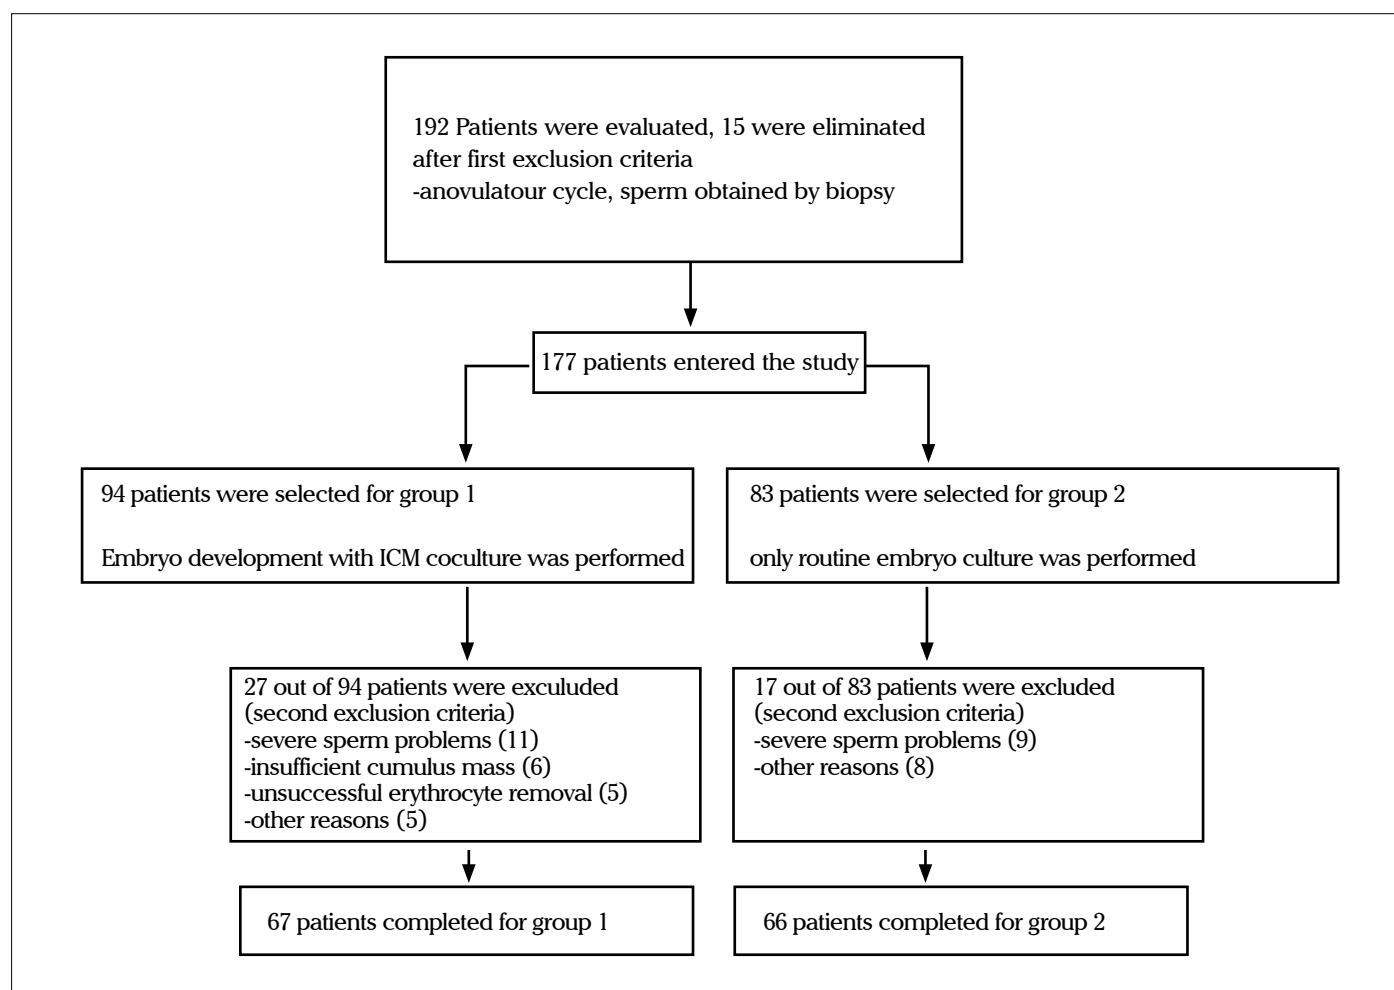 192 Patients were evaluated, 15 were eliminated
after first exclusion criteria
-anovulatour cycle, sperm obtained by biopsy
177 patients entered the study
94 patients were selected for group 1
Embryo development with ICM coculture was performed
83 patients were selected for group 2
only routine embryo culture was performed
27 out of 94 patients were exculuded
(second exclusion criteria)
-severe sperm problems (11)
-insufficient cumulus mass (6)
-unsuccessful erythrocyte removal (5)
-other reasons (5)
17 out of 83 patients were excluded
(second exclusion criteria)
-severe sperm problems (9)
-other reasons (8)
67 patients completed for group 1
66 patients completed for group 2